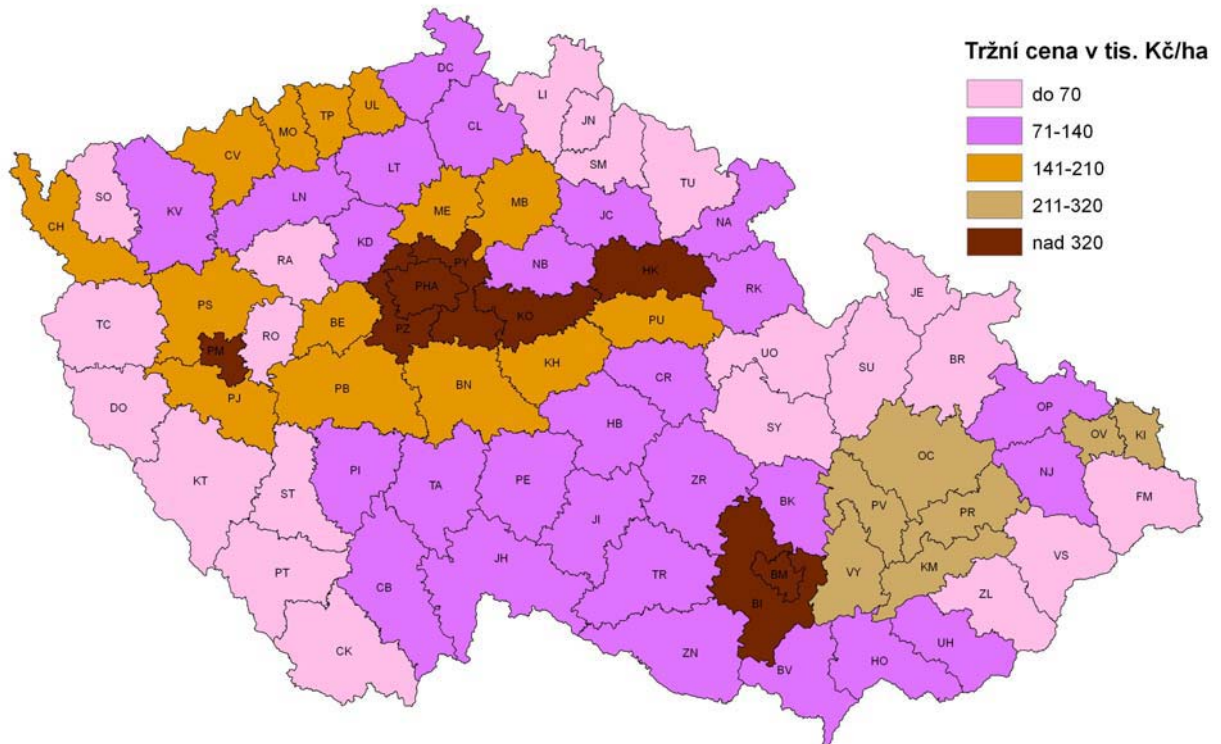 Tržní cena v tis. Kč/ha
do 70
71-140
141-210
211-320
nad 320
DC
LI
JN
UL
TP
MO
CL
CV
SM
LT
TU
SO
KV
LN
ME
MB
JC
NA
CH
KD
RA
PY
NB
HK
PHA
RK
JE
PS
KO
TC
RO
BE
PZ
PU
PM
UO
BR
KH
SU
CR
PJ
PB
BN
DO
OP
HB
SY
OV
KI
OC
KT
ST
PI
TA
PE
ZR
BK
NJ
FM
PV
PR
JI
VS
PT
JH
TR
BM
VY
KM
CB
BI
ZL
CK
ZN
BV
HO
UH